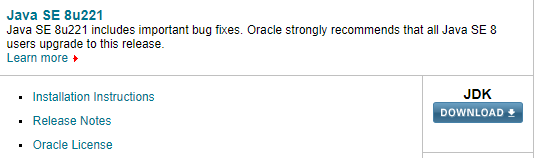 Java SE 8u221
Java SE 8u221 includes important bug fixes. Oracle strongly recommends that all Java SE 8
users upgrade to this release.
Learn more
Installation Instructions
Release Notes
Oracle License
JDK
DOWNLOAD